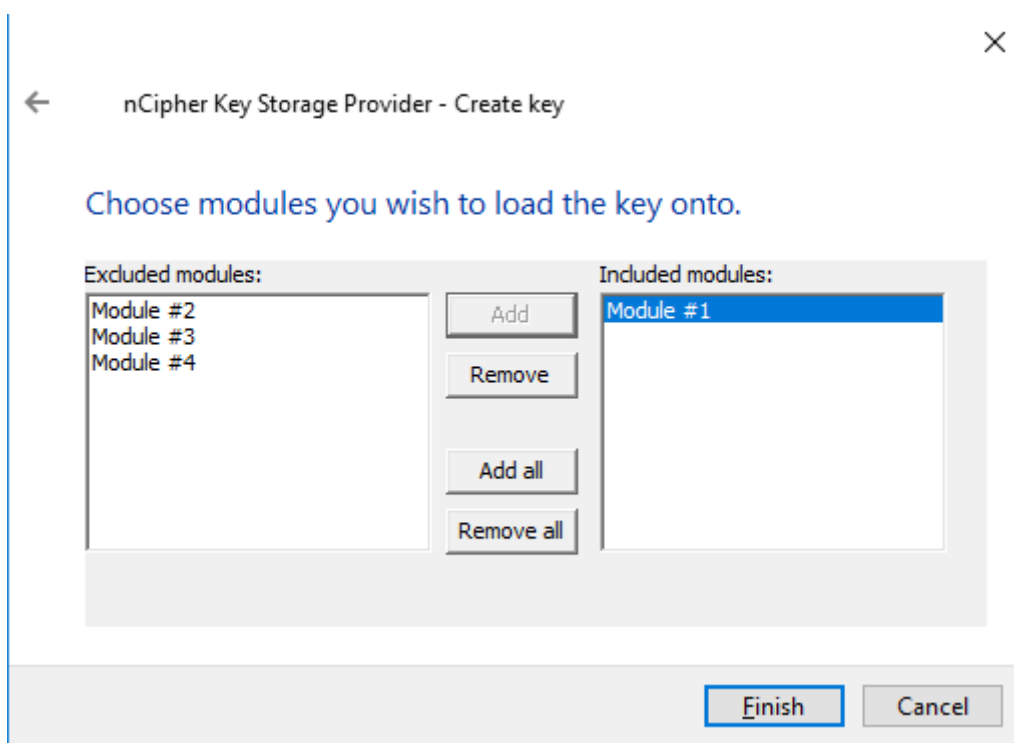 nCipher Key Storage Provider - Create key
Choose modules you wish to load the key onto.
Excluded modules:
Module #2
Module #3
Module #4
Add
Remove
Add all
Remove all
Included modules:
Module #1
Finish
Cancel